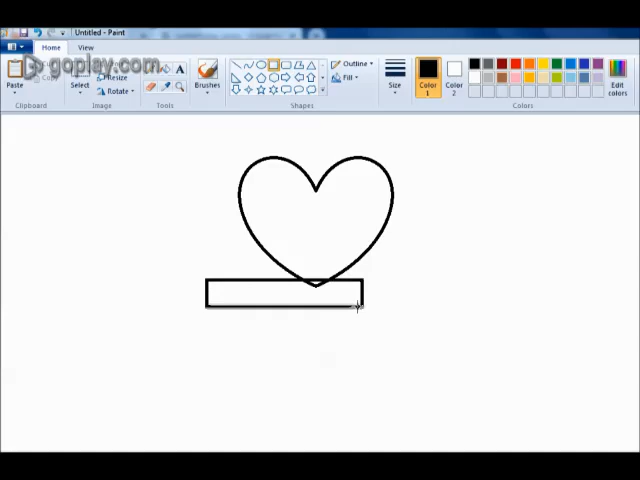 Untitled - Paint
Home
View
goplay.com
Resize
Rotate
Paste
Select
Brushes
Outline
Fill
Size
Color
1
Color
2
Edit
colors
Clipboard
Image
Tools
Shapes
Colors